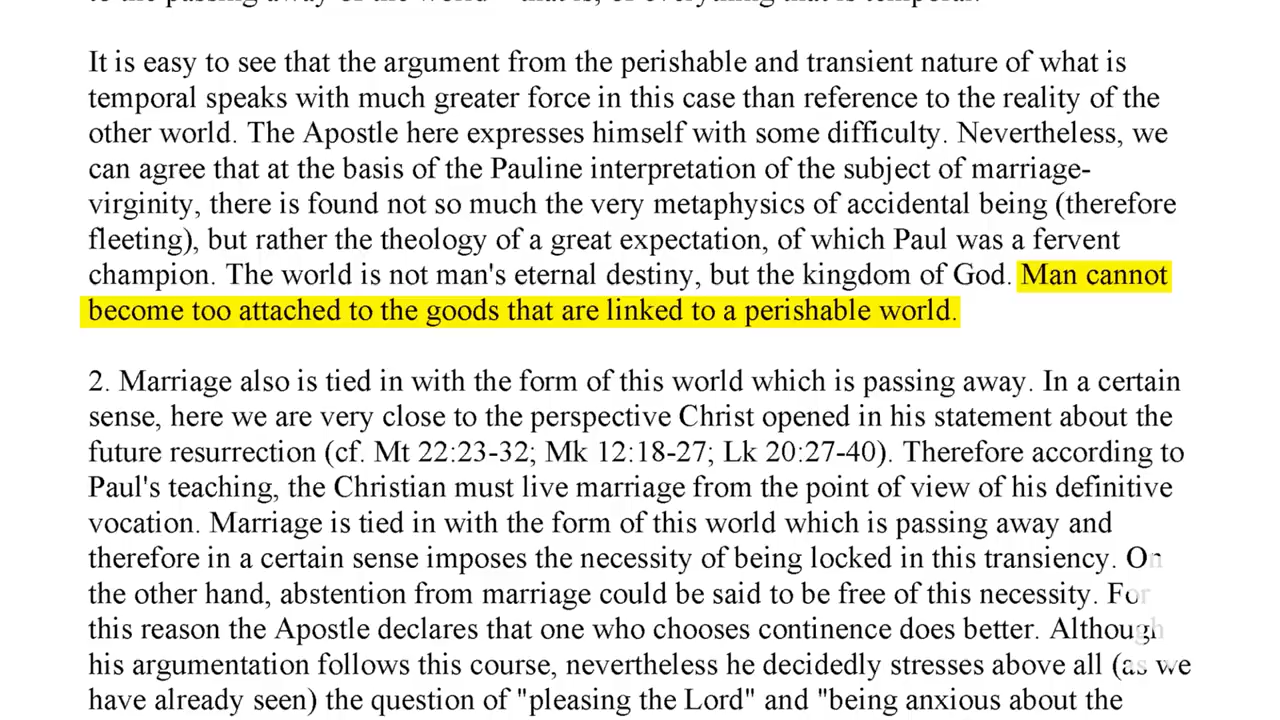 It is easy to see that the argument from the perishable and transient nature of what is
temporal speaks with much greater force in this case than reference to the reality of the
other world. The Apostle here expresses himself with some difficulty. Nevertheless, we
can agree that at the basis of the Pauline interpretation of the subject of marriage-
virginity, there is found not so much the very metaphysics of accidental being (therefore
fleeting), but rather the theology of a great expectation, of which Paul was a fervent
champion. The world is not man's eternal destiny, but the kingdom of God. Man cannot
become too attached to the goods that are linked to a perishable world.
2. Marriage also is tied in with the form of this world which is passing away. In a certain
sense, here we are very close to the perspective Christ opened in his statement about the
future resurrection (cf. Mt 22:23-32; Mk 12:18-27; Lk 20:27-40). Therefore according to
Paul's teaching, the Christian must live marriage from the point of view of his definitive
vocation. Marriage is tied in with the form of this world which is passing away and
therefore in a certain sense imposes the necessity of being locked in this transiency. On
the other hand, abstention from marriage could be said to be free of this necessity. For
this reason the Apostle declares that one who chooses continence does better. Although
his argumentation follows this course, nevertheless he decidedly stresses above all (as we
have already seen) the question of "pleasing the Lord" and "being anxious about the